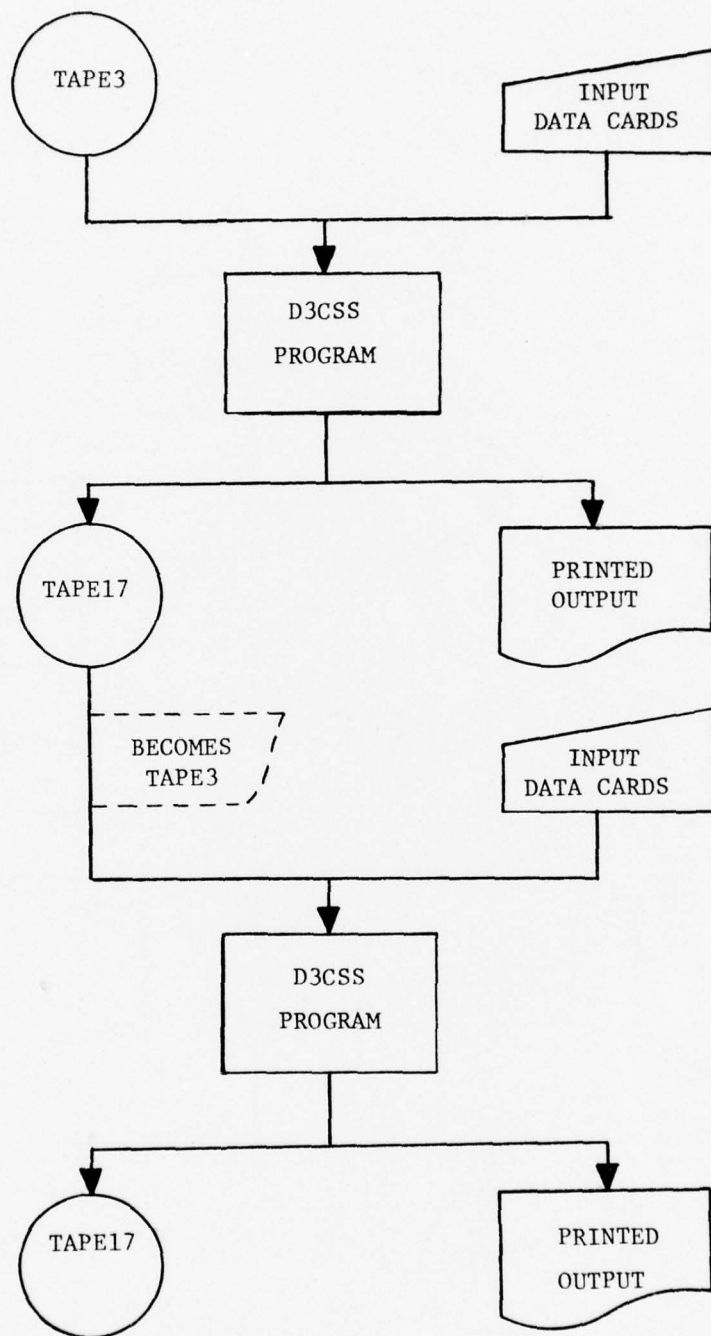 TAPE3
INPUT
DATA CARDS
D3CSS
PROGRAM
TAPE17
PRINTED
OUTPUT
BECOMES
TAPE3
INPUT
DATA CARDS
D3CSS
PROGRAM
TAPE17
PRINTED
OUTPUT